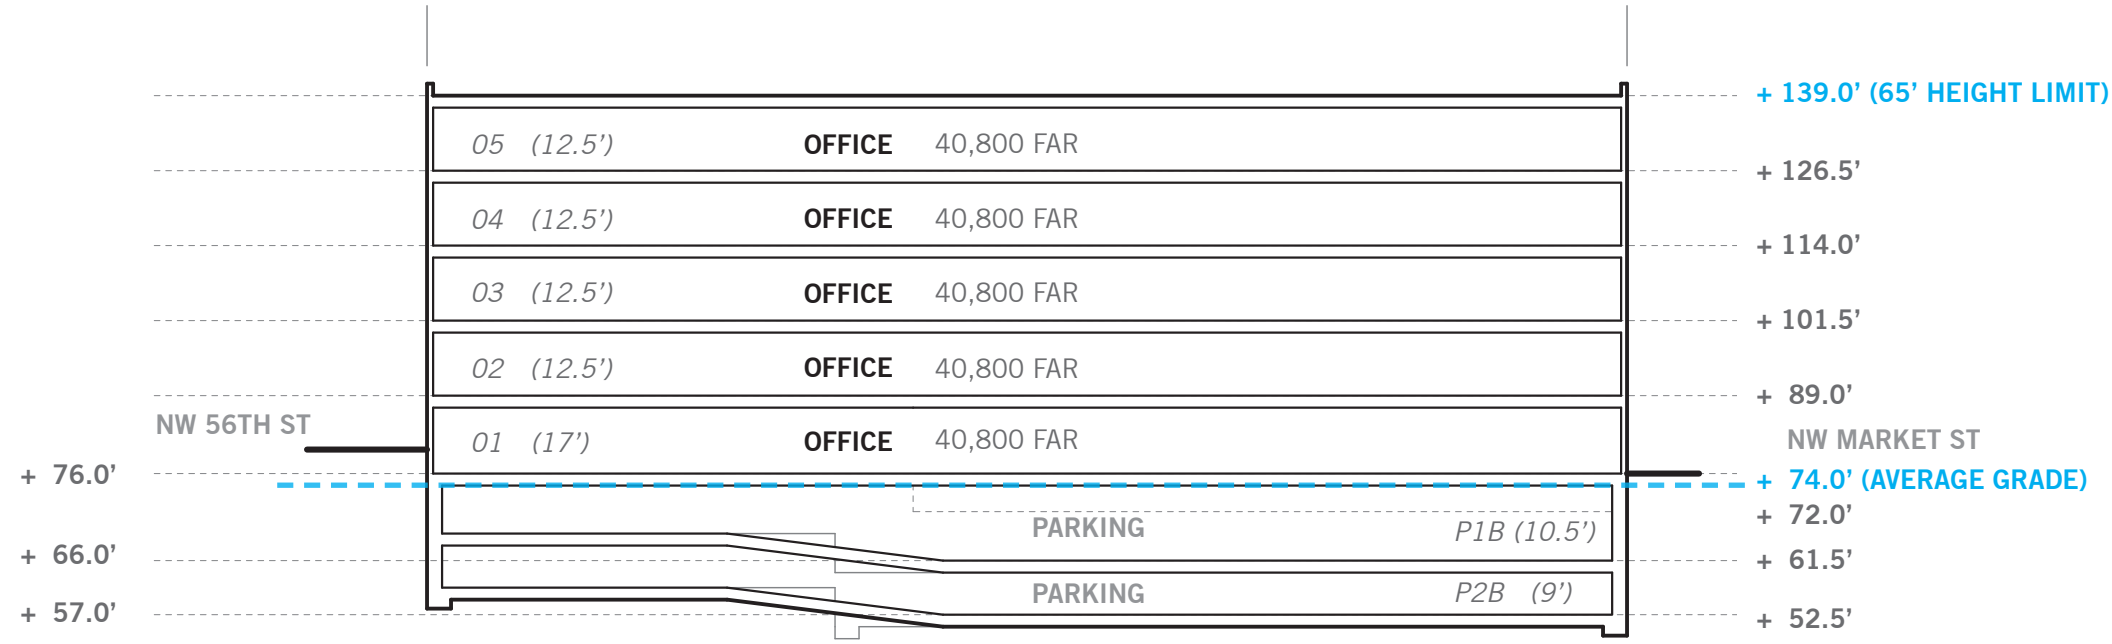 + 139.0’ (65’ HEIGHT LIMIT)
05 (12.5’) OFFICE 40,800 FAR
+ 126.5’
04 (12.5’) OFFICE 40,800 FAR
+ 114.0’
03 (12.5’) OFFICE 40,800 FAR
+ 101.5’
02 (12.5’) OFFICE 40,800 FAR
+ 89.0’
NW 56TH ST
01 (17’) OFFICE 40,800 FAR
NW MARKET ST
+ 76.0’
+ 74.0’ (AVERAGE GRADE)
+ 72.0’
PARKING P1B (10.5’)
+ 66.0’
+ 61.5’
PARKING P2B (9’)
+ 57.0’
+ 52.5’